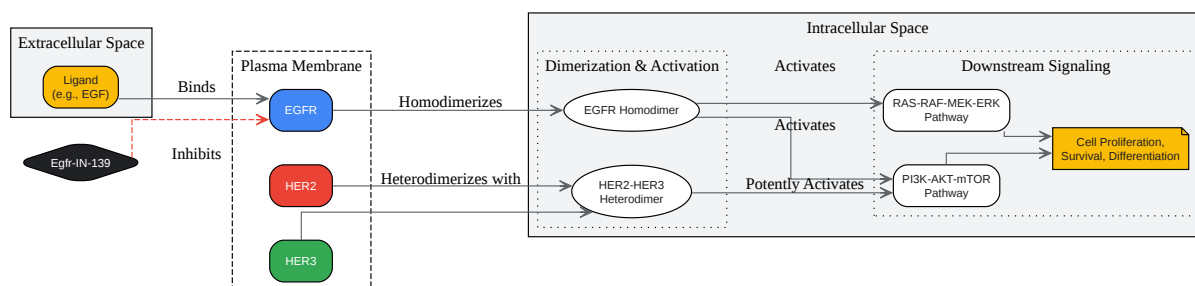 Intracellular Space
Extracellular Space
Plasma Membrane
Dimerization & Activation
Activates
Downstream Signaling
Ligand
(e.g., EGF)
Binds
EGFR
Homodimerizes
EGFR Homodimer
RAS-RAF-MEK-ERK
Pathway
Activates
Cell Proliferation,
Survival, Differentiation
Egfr-IN-139
Inhibits
HER2
Heterodimerizes with
HER2-HER3
Heterodimer
Potently Activates
PI3K-AKT-mTOR
Pathway
HER3